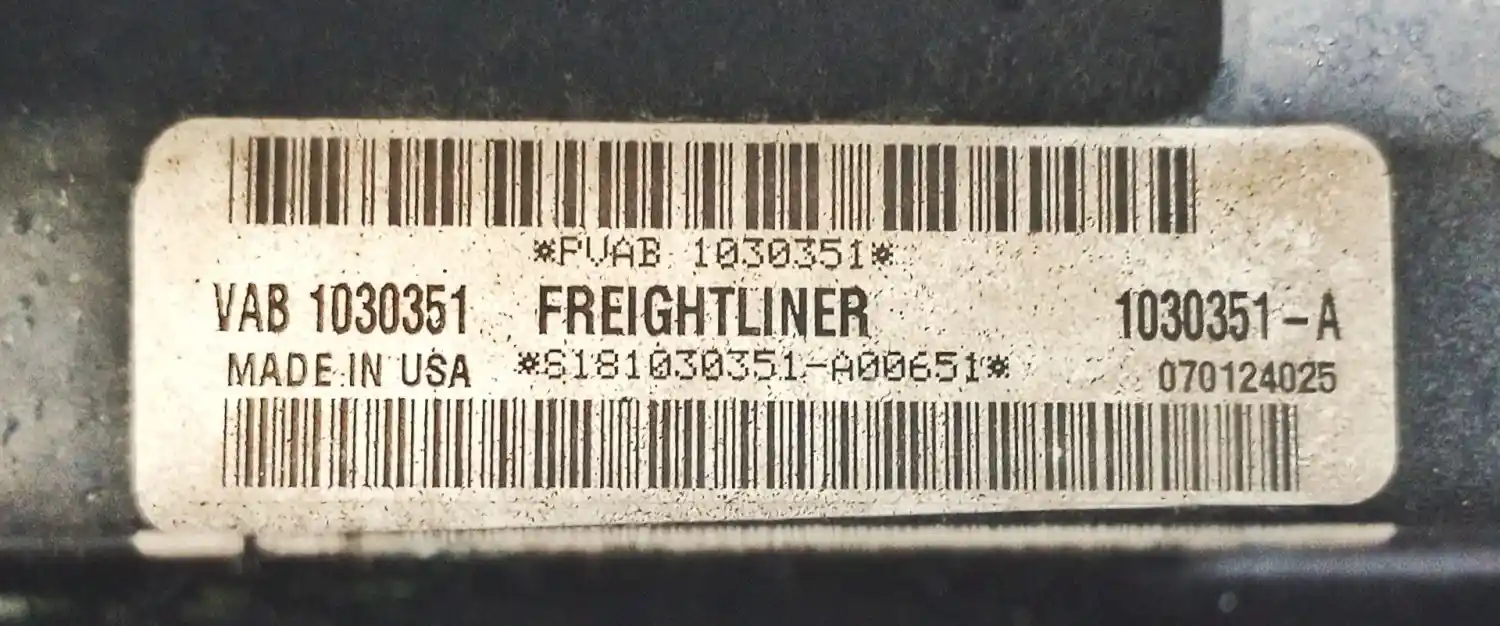 *PVAB 1030351*
VAB 1030351 FREIGHTLINER 1030351-A
MADE IN USA *S181030351-A00651* 070124025